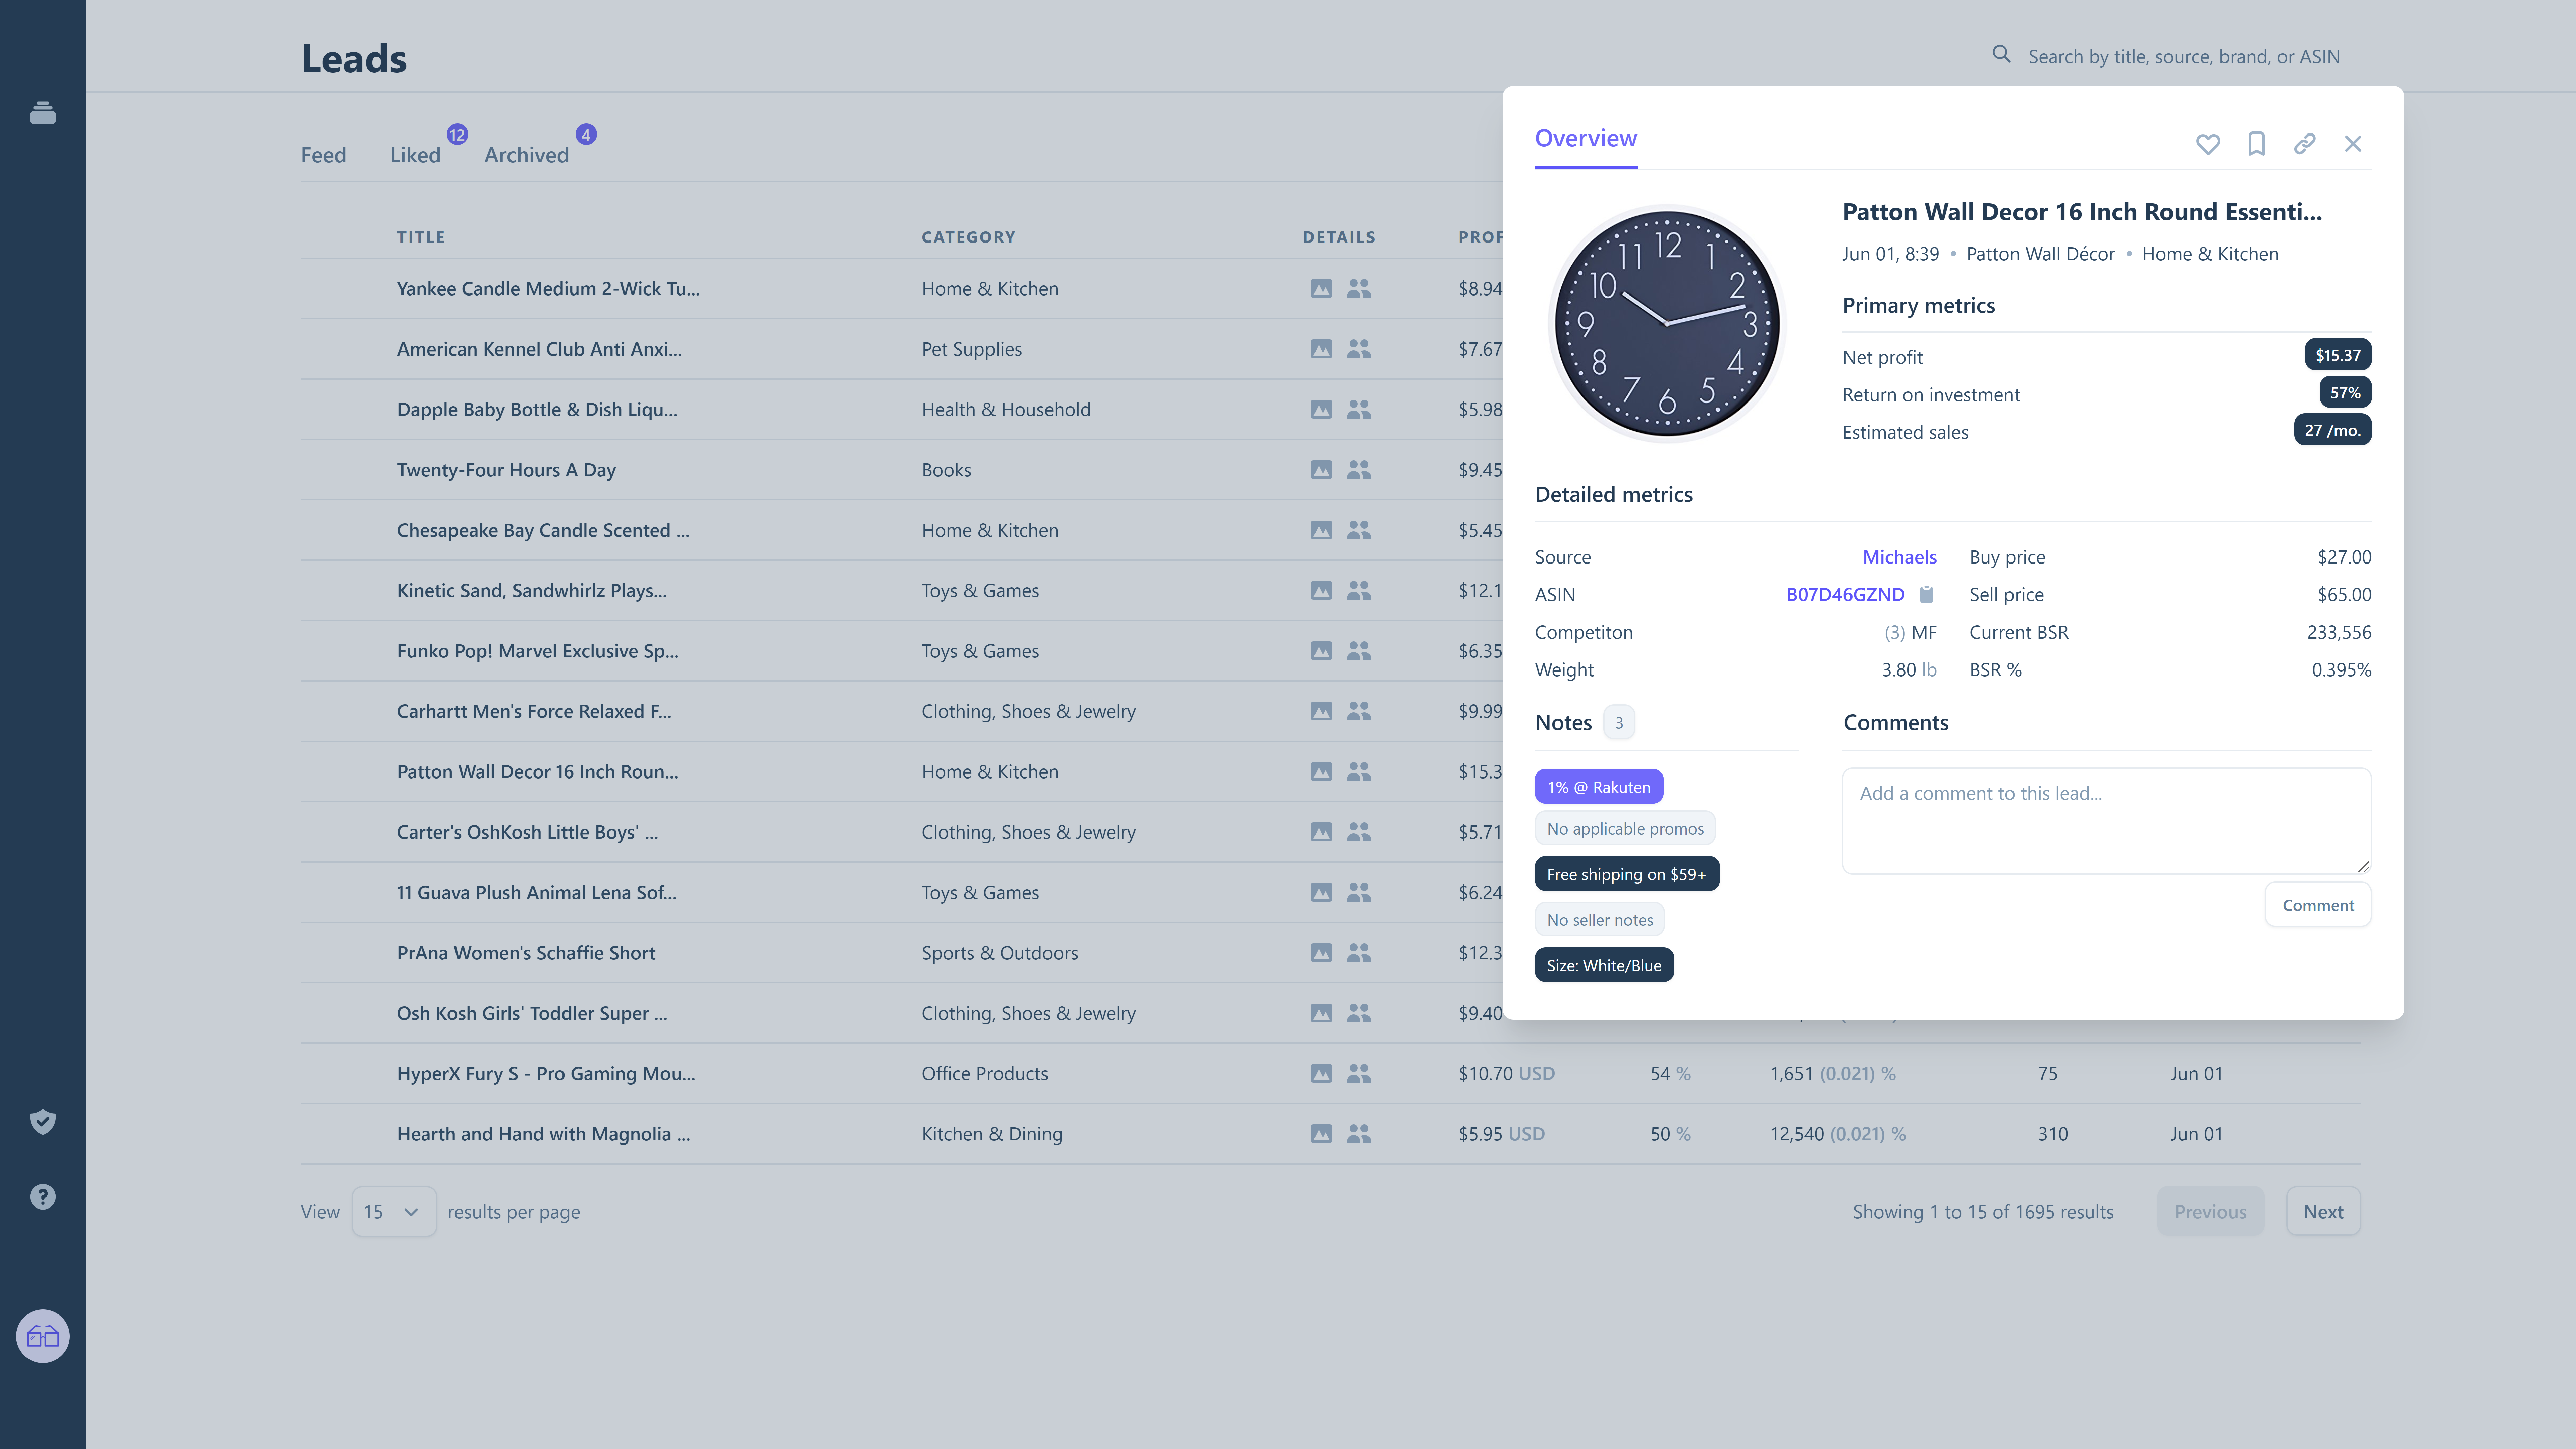 Leads
Search by title, source, brand, or ASIN
Feed
Liked
12
Archived
4
TITLE CATEGORY DETAILS
Yankee Candle Medium 2-Wick Tu... Home & Kitchen $8.94
American Kennel Club Anti Anxi... Pet Supplies $7.67
Dapple Baby Bottle & Dish Liqu... Health & Household $5.98
Twenty-Four Hours A Day Books $9.45
Chesapeake Bay Candle Scented ... Home & Kitchen $5.45
Kinetic Sand, Sandwhirlz Plays... Toys & Games $12.1
Funko Pop! Marvel Exclusive Sp... Toys & Games $6.35
Carhartt Men's Force Relaxed F... Clothing, Shoes & Jewelry $9.99
Patton Wall Decor 16 Inch Roun... Home & Kitchen $15.3
Carter's OshKosh Little Boys' ... Clothing, Shoes & Jewelry $5.71
11 Guava Plush Animal Lena Sof... Toys & Games $6.24
PrAna Women's Schaffie Short Sports & Outdoors $12.3
Osh Kosh Girls' Toddler Super ... Clothing, Shoes & Jewelry $9.40
HyperX Fury S - Pro Gaming Mou... Office Products $10.70 USD 54 % 1,651 (0.021) % 75 Jun 01
Hearth and Hand with Magnolia ... Kitchen & Dining $5.95 USD 50 % 12,540 (0.021) % 310 Jun 01
View 15 results per page
Showing 1 to 15 of 1695 results
Previous
Next
Overview
12 1 2 3 4 5 6 7 8 9 10 11
Patton Wall Decor 16 Inch Round Essenti...
Jun 01, 8:39 • Patton Wall Décor • Home & Kitchen
Primary metrics
Net profit $15.37
Return on investment 57%
Estimated sales 27 /mo.
Detailed metrics
Source Michaels Buy price $27.00
ASIN B07D46GZND Sell price $65.00
Competiton (3) MF Current BSR 233,556
Weight 3.80 lb BSR % 0.395%
Notes 3
1% @ Rakuten
No applicable promos
Free shipping on $59+
No seller notes
Size: White/Blue
Comments
Add a comment to this lead...
Comment